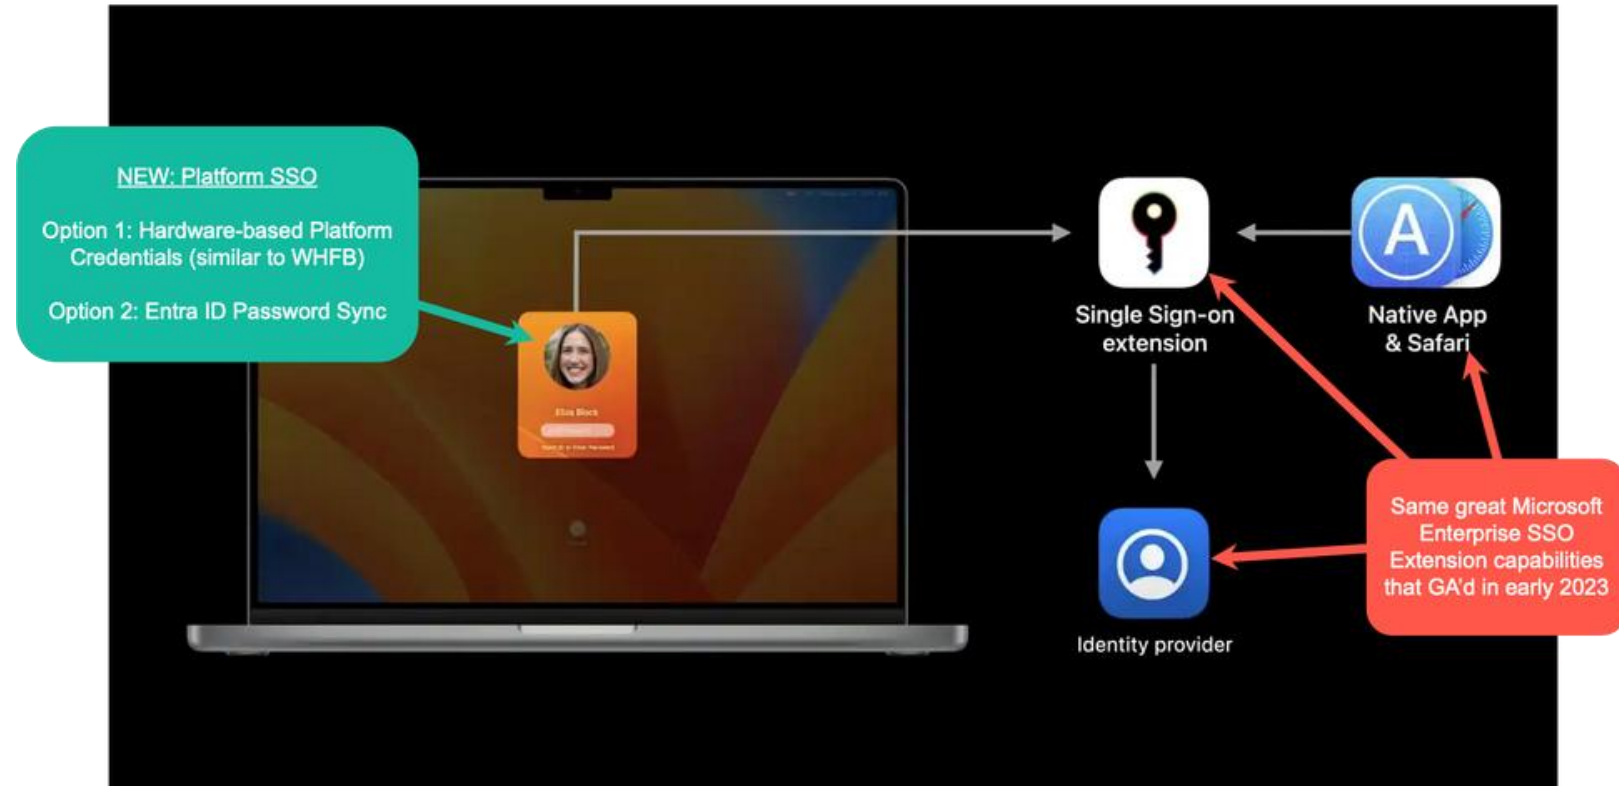 NEW: Platform SSO
Option 1: Hardware-based Platform
Credentials (similar to WHFB)
Option 2: Entra ID Password Sync
Eliza Block
Single Sign-on
extension
Native App
& Safari
Identity provider
Same great Microsoft
Enterprise SSO
Extension capabilities
that GA'd in early 2023